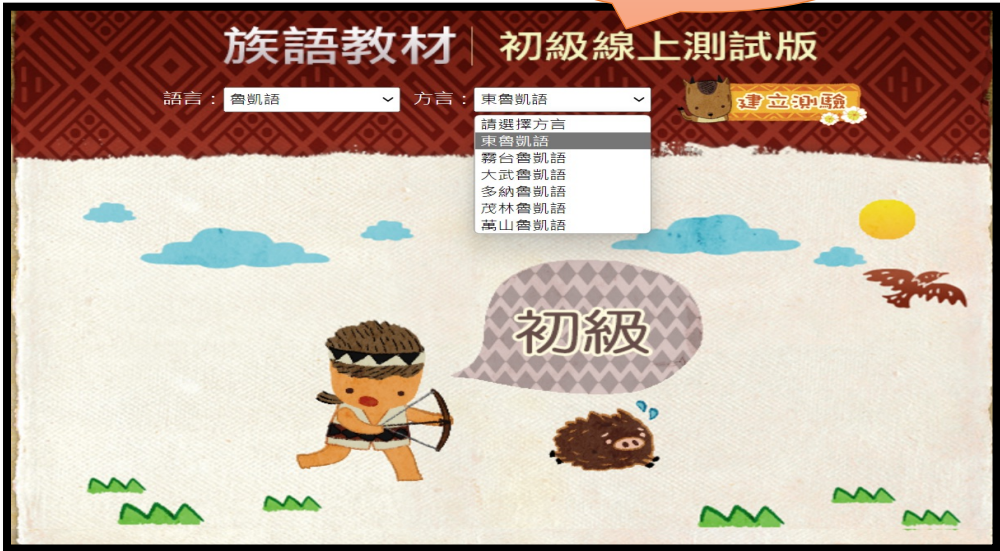 族語教材 初級線上測試版
語言：魯凱語 方言：東魯凱語 建立測驗
請選擇方言
東魯凱語
霧台魯凱語
大武魯凱語
多納魯凱語
茂林魯凱語
萬山魯凱語
初級